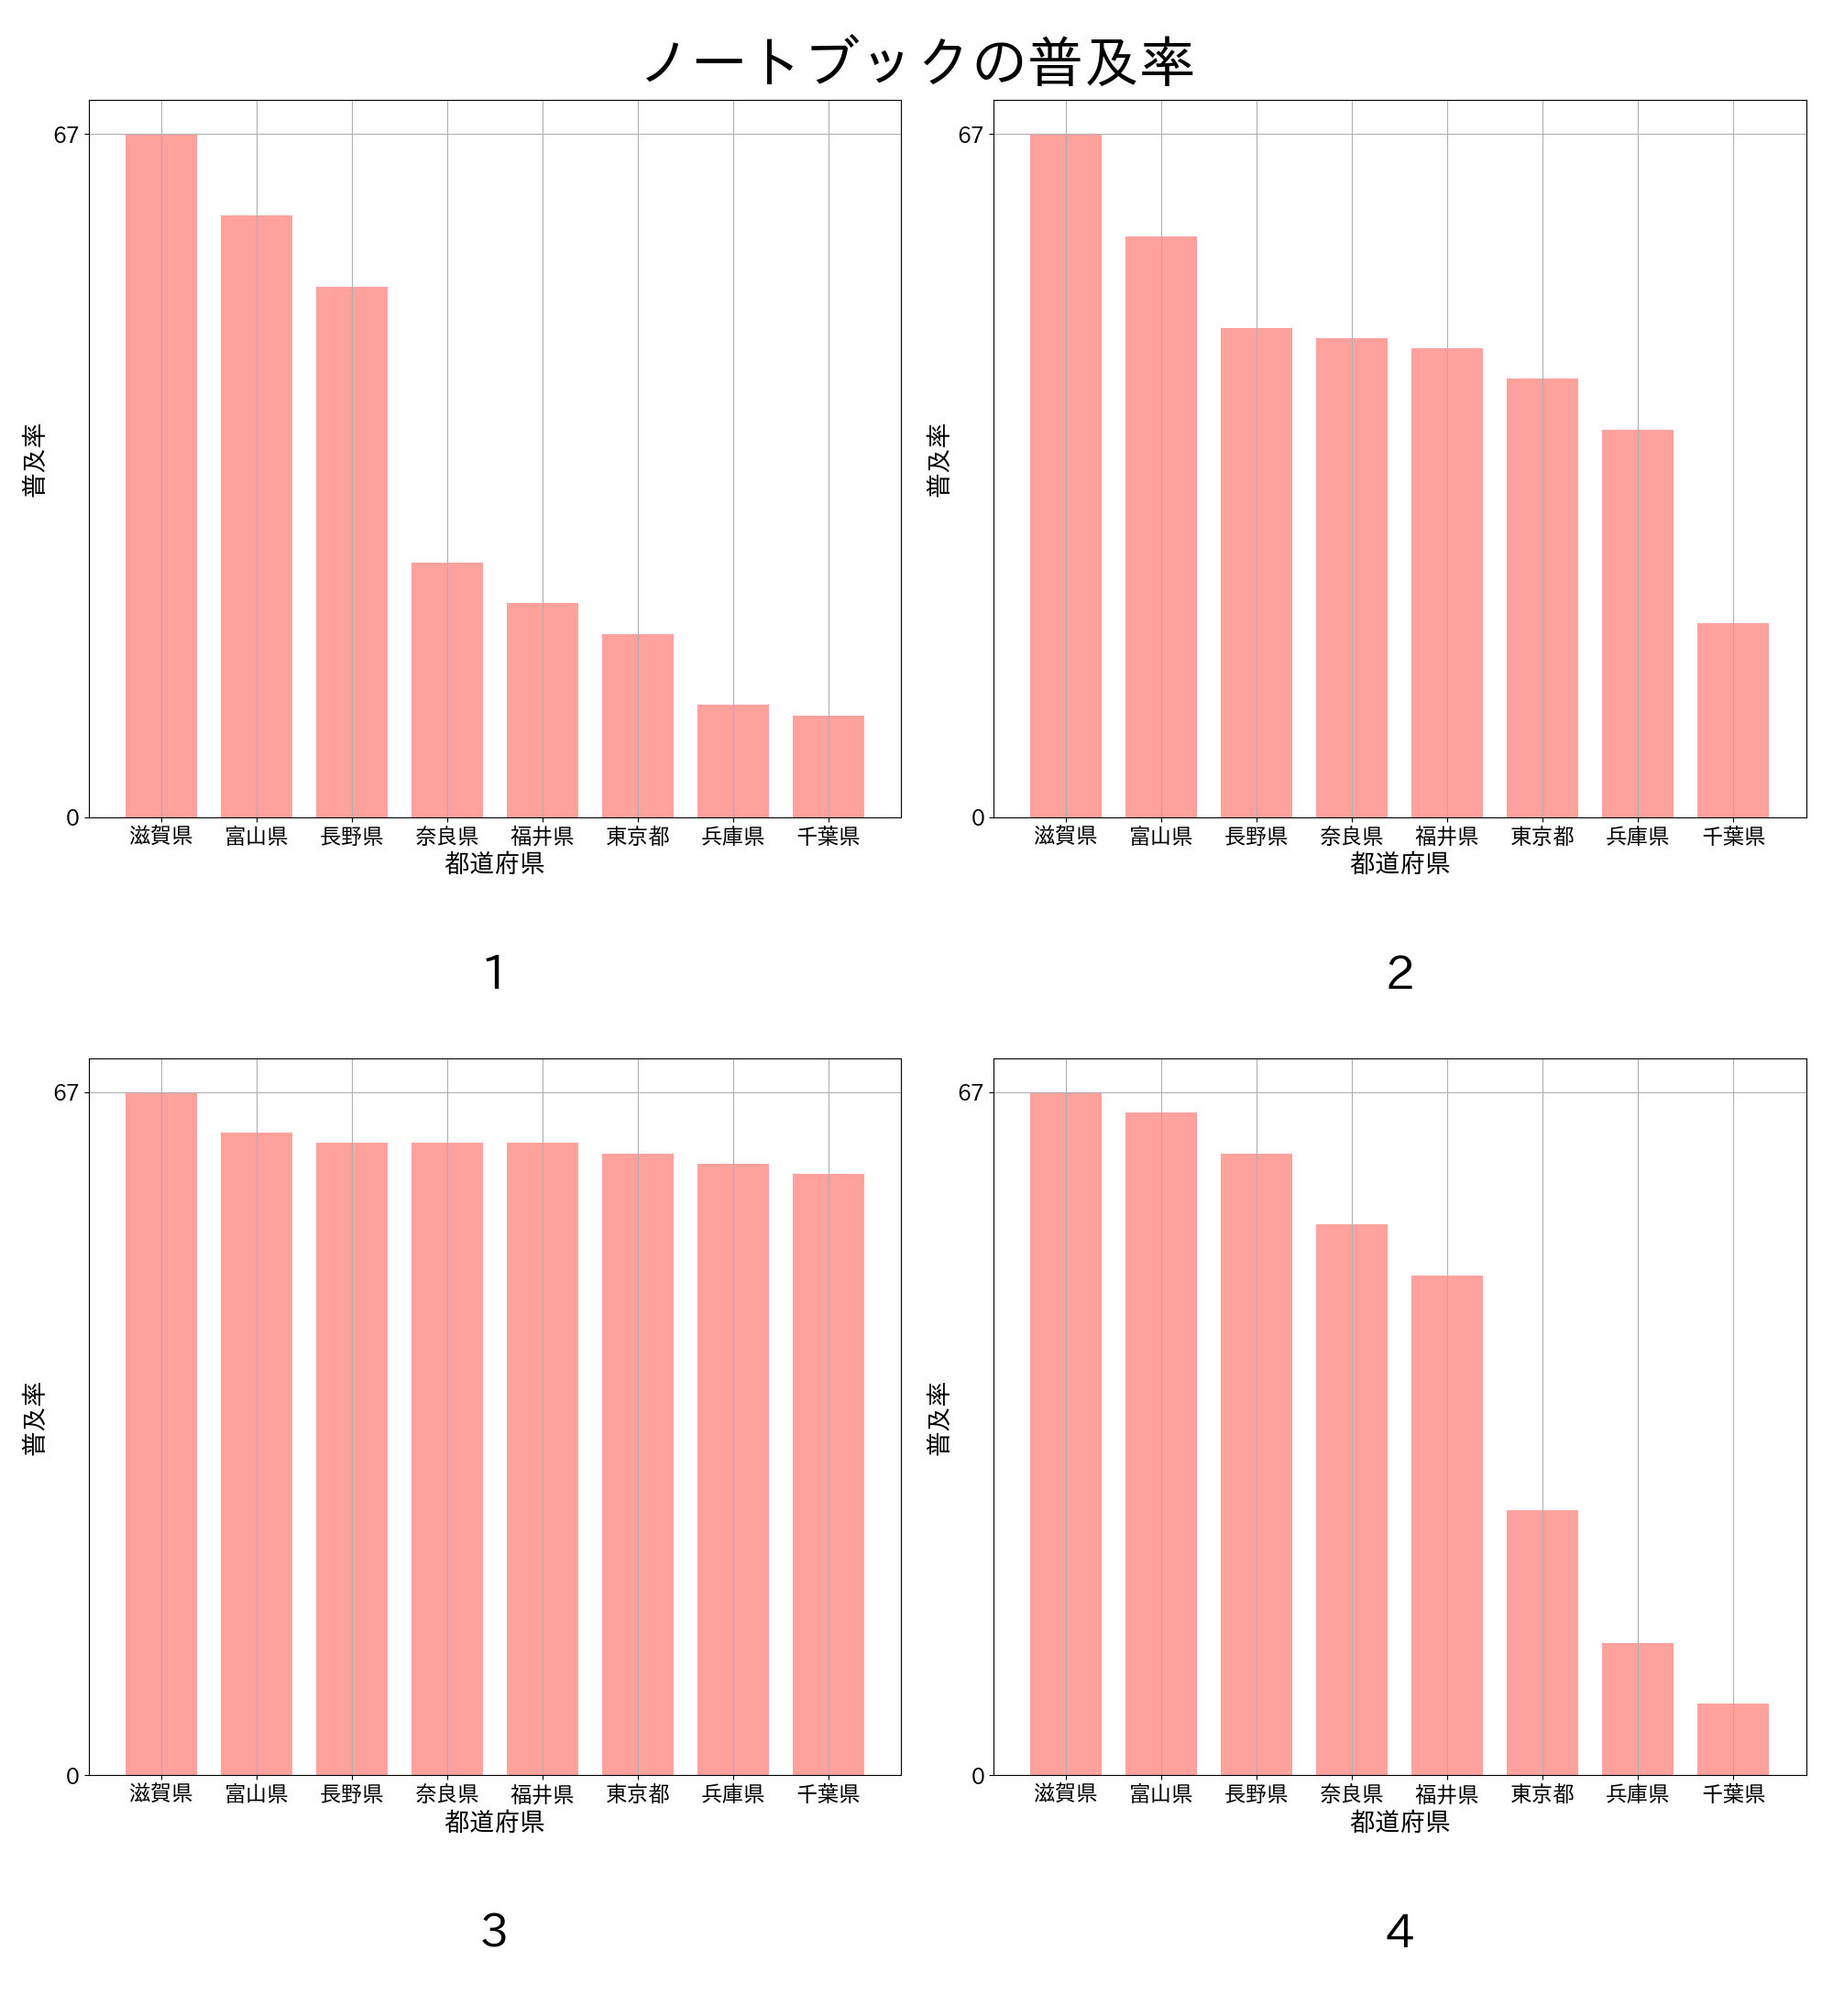 ノートブックの普及率
67
0
普及率
滋賀県 富山県 長野県 奈良県 福井県 東京都 兵庫県 千葉県
都道府県
1
67
0
普及率
滋賀県 富山県 長野県 奈良県 福井県 東京都 兵庫県 千葉県
都道府県
2
67
0
普及率
滋賀県 富山県 長野県 奈良県 福井県 東京都 兵庫県 千葉県
都道府県
3
67
0
普及率
滋賀県 富山県 長野県 奈良県 福井県 東京都 兵庫県 千葉県
都道府県
4